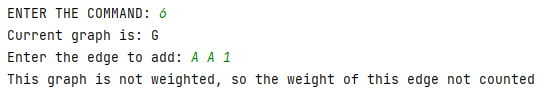 ENTER THE COMMAND: 6
Current graph is: G
Enter the edge to add: A A 1
This graph is not weighted, so the weight of this edge not counted